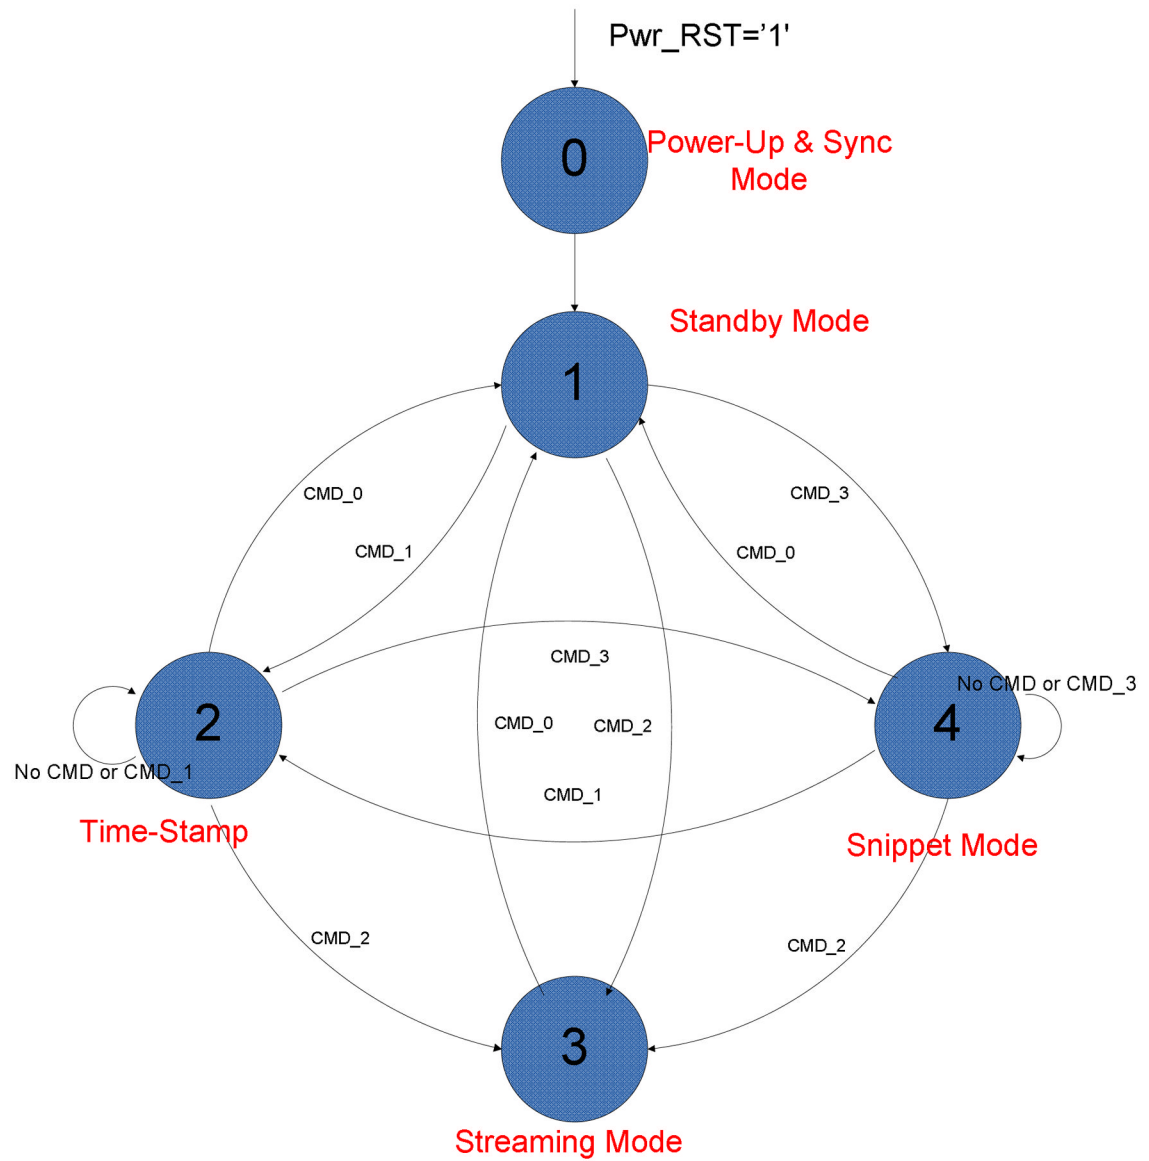 Pwr_RST=’1'
0
Power-Up & Sync
Mode
Standby Mode
1
CMD_0
CMD_3
CMD_1
CMD_0
CMD_3
No CMD or CMD_3
2
CMD_0
CMD_2
4
No CMD or CMD_1
CMD_1
Time-Stamp
Snippet Mode
CMD_2
CMD_2
3
Streaming Mode